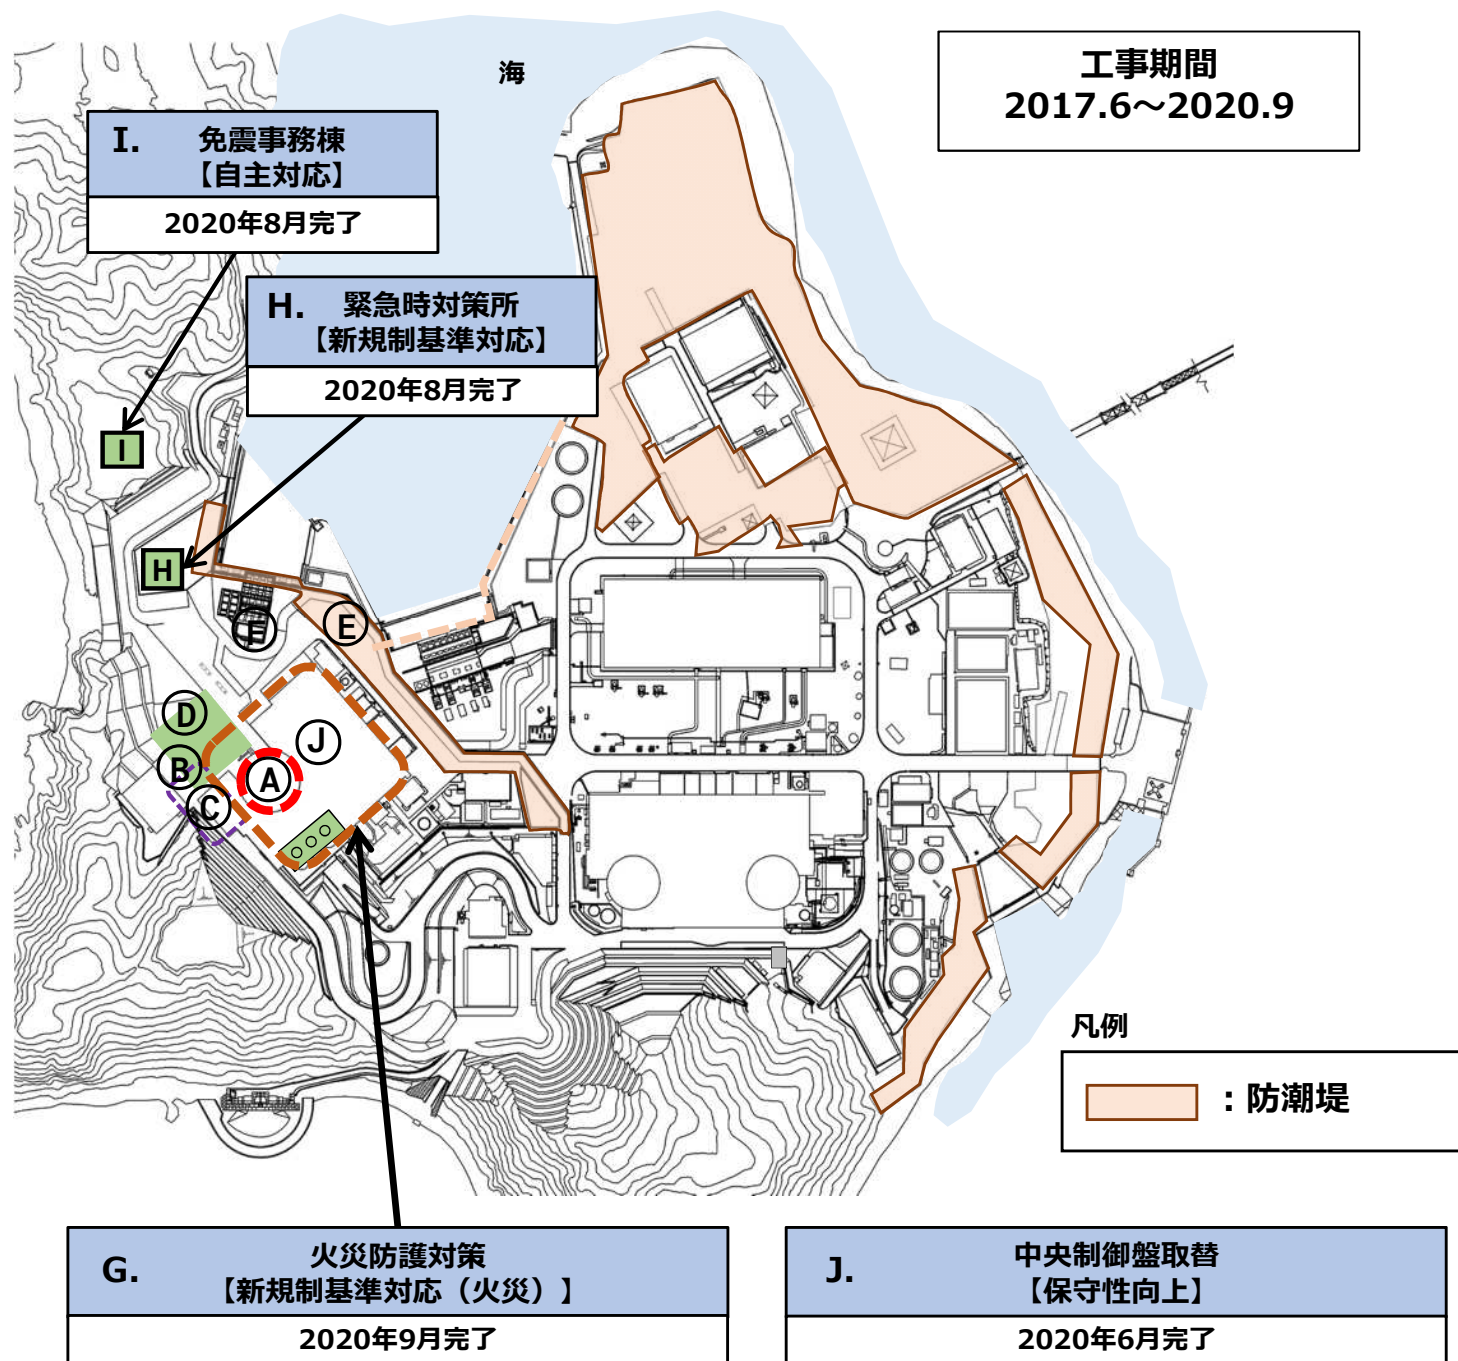 海
工事期間
2017.6～2020.9
I. 免震事務棟
【自主対応】
2020年8月完了
H. 緊急時対策所
【新規制基準対応】
2020年8月完了
I
H
F
E
D
J
B
A
C
凡例
：防潮堤
G. 火災防護対策
【新規制基準対応（火災）】
2020年9月完了
J. 中央制御盤取替
【保守性向上】
2020年6月完了